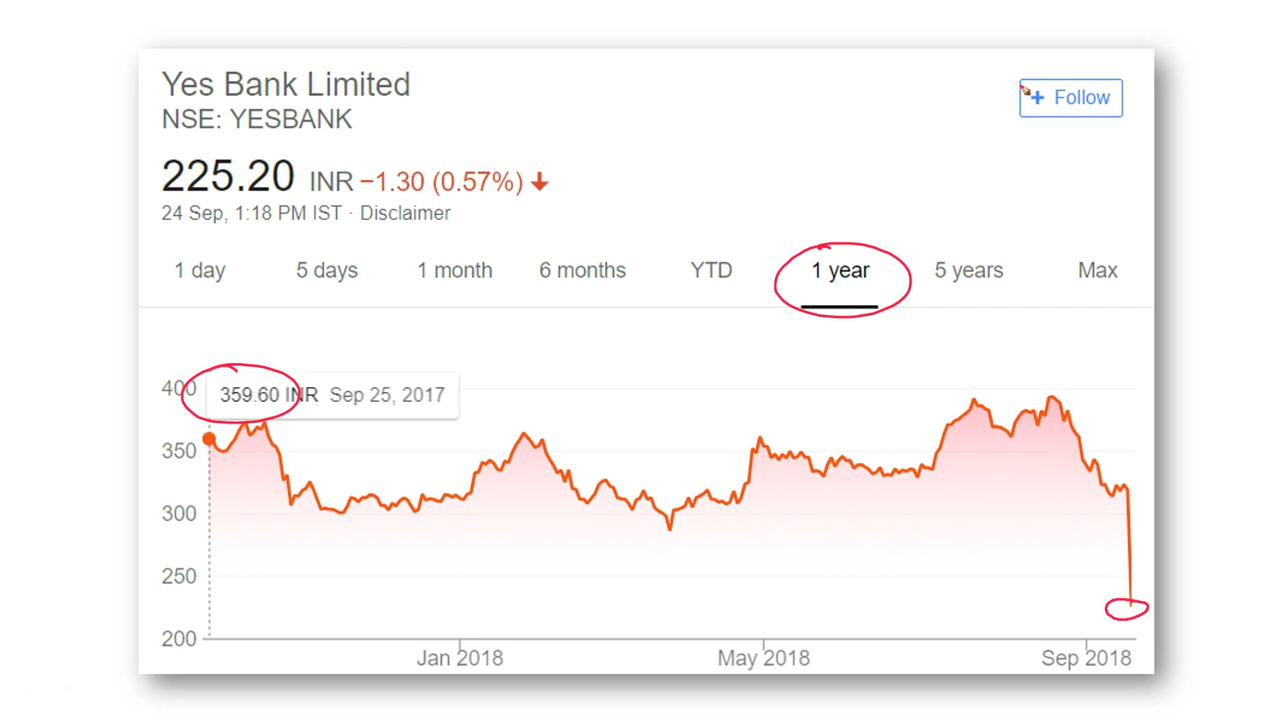 Yes Bank Limited
NSE: YESBANK
+ Follow
225.20 INR −1.30 (0.57%) ↓
24 Sep, 1:18 PM IST · Disclaimer
1 day 5 days 1 month 6 months YTD 1 year 5 years Max
400
359.60 INR Sep 25, 2017
350
300
250
200
Jan 2018 May 2018 Sep 2018